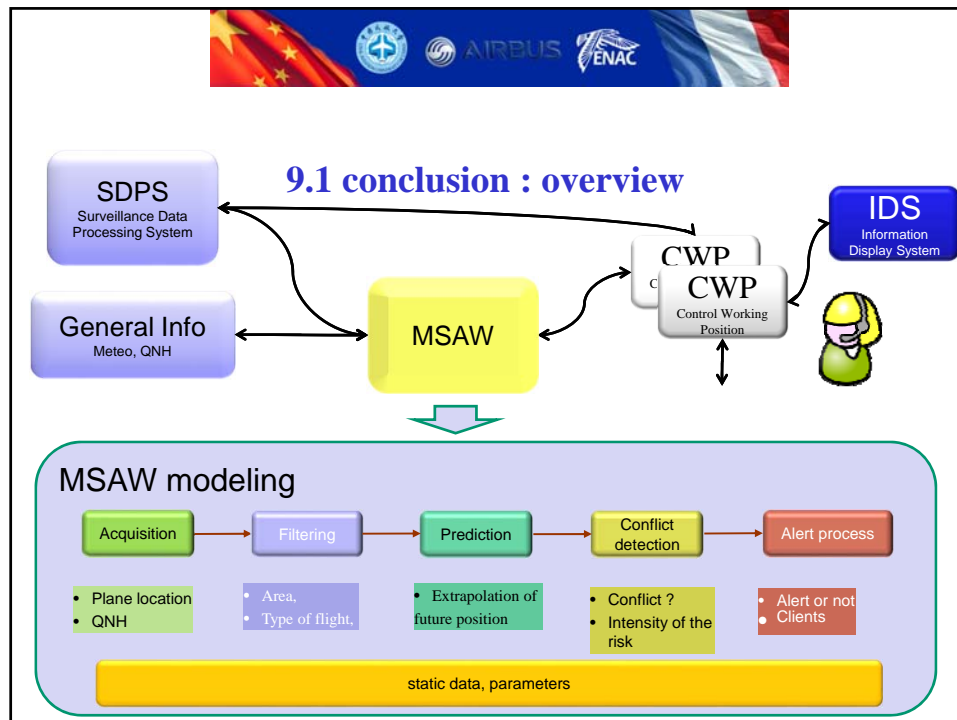 AIRBUS
ENAC
9.1 conclusion : overview
SDPS
Surveillance Data
Processing System
General Info
Meteo, QNH
MSAW
CWP
C
CWP
Control Working
Position
IDS
Information
Display System
MSAW modeling
Acquisition
Filtering
Prediction
Conflict
detection
Alert process
• Plane location
• QNH
• Area,
• Type of flight,
• Extrapolation of
future position
• Conflict ?
• Intensity of the
risk
• Alert or not
• Clients
static data, parameters